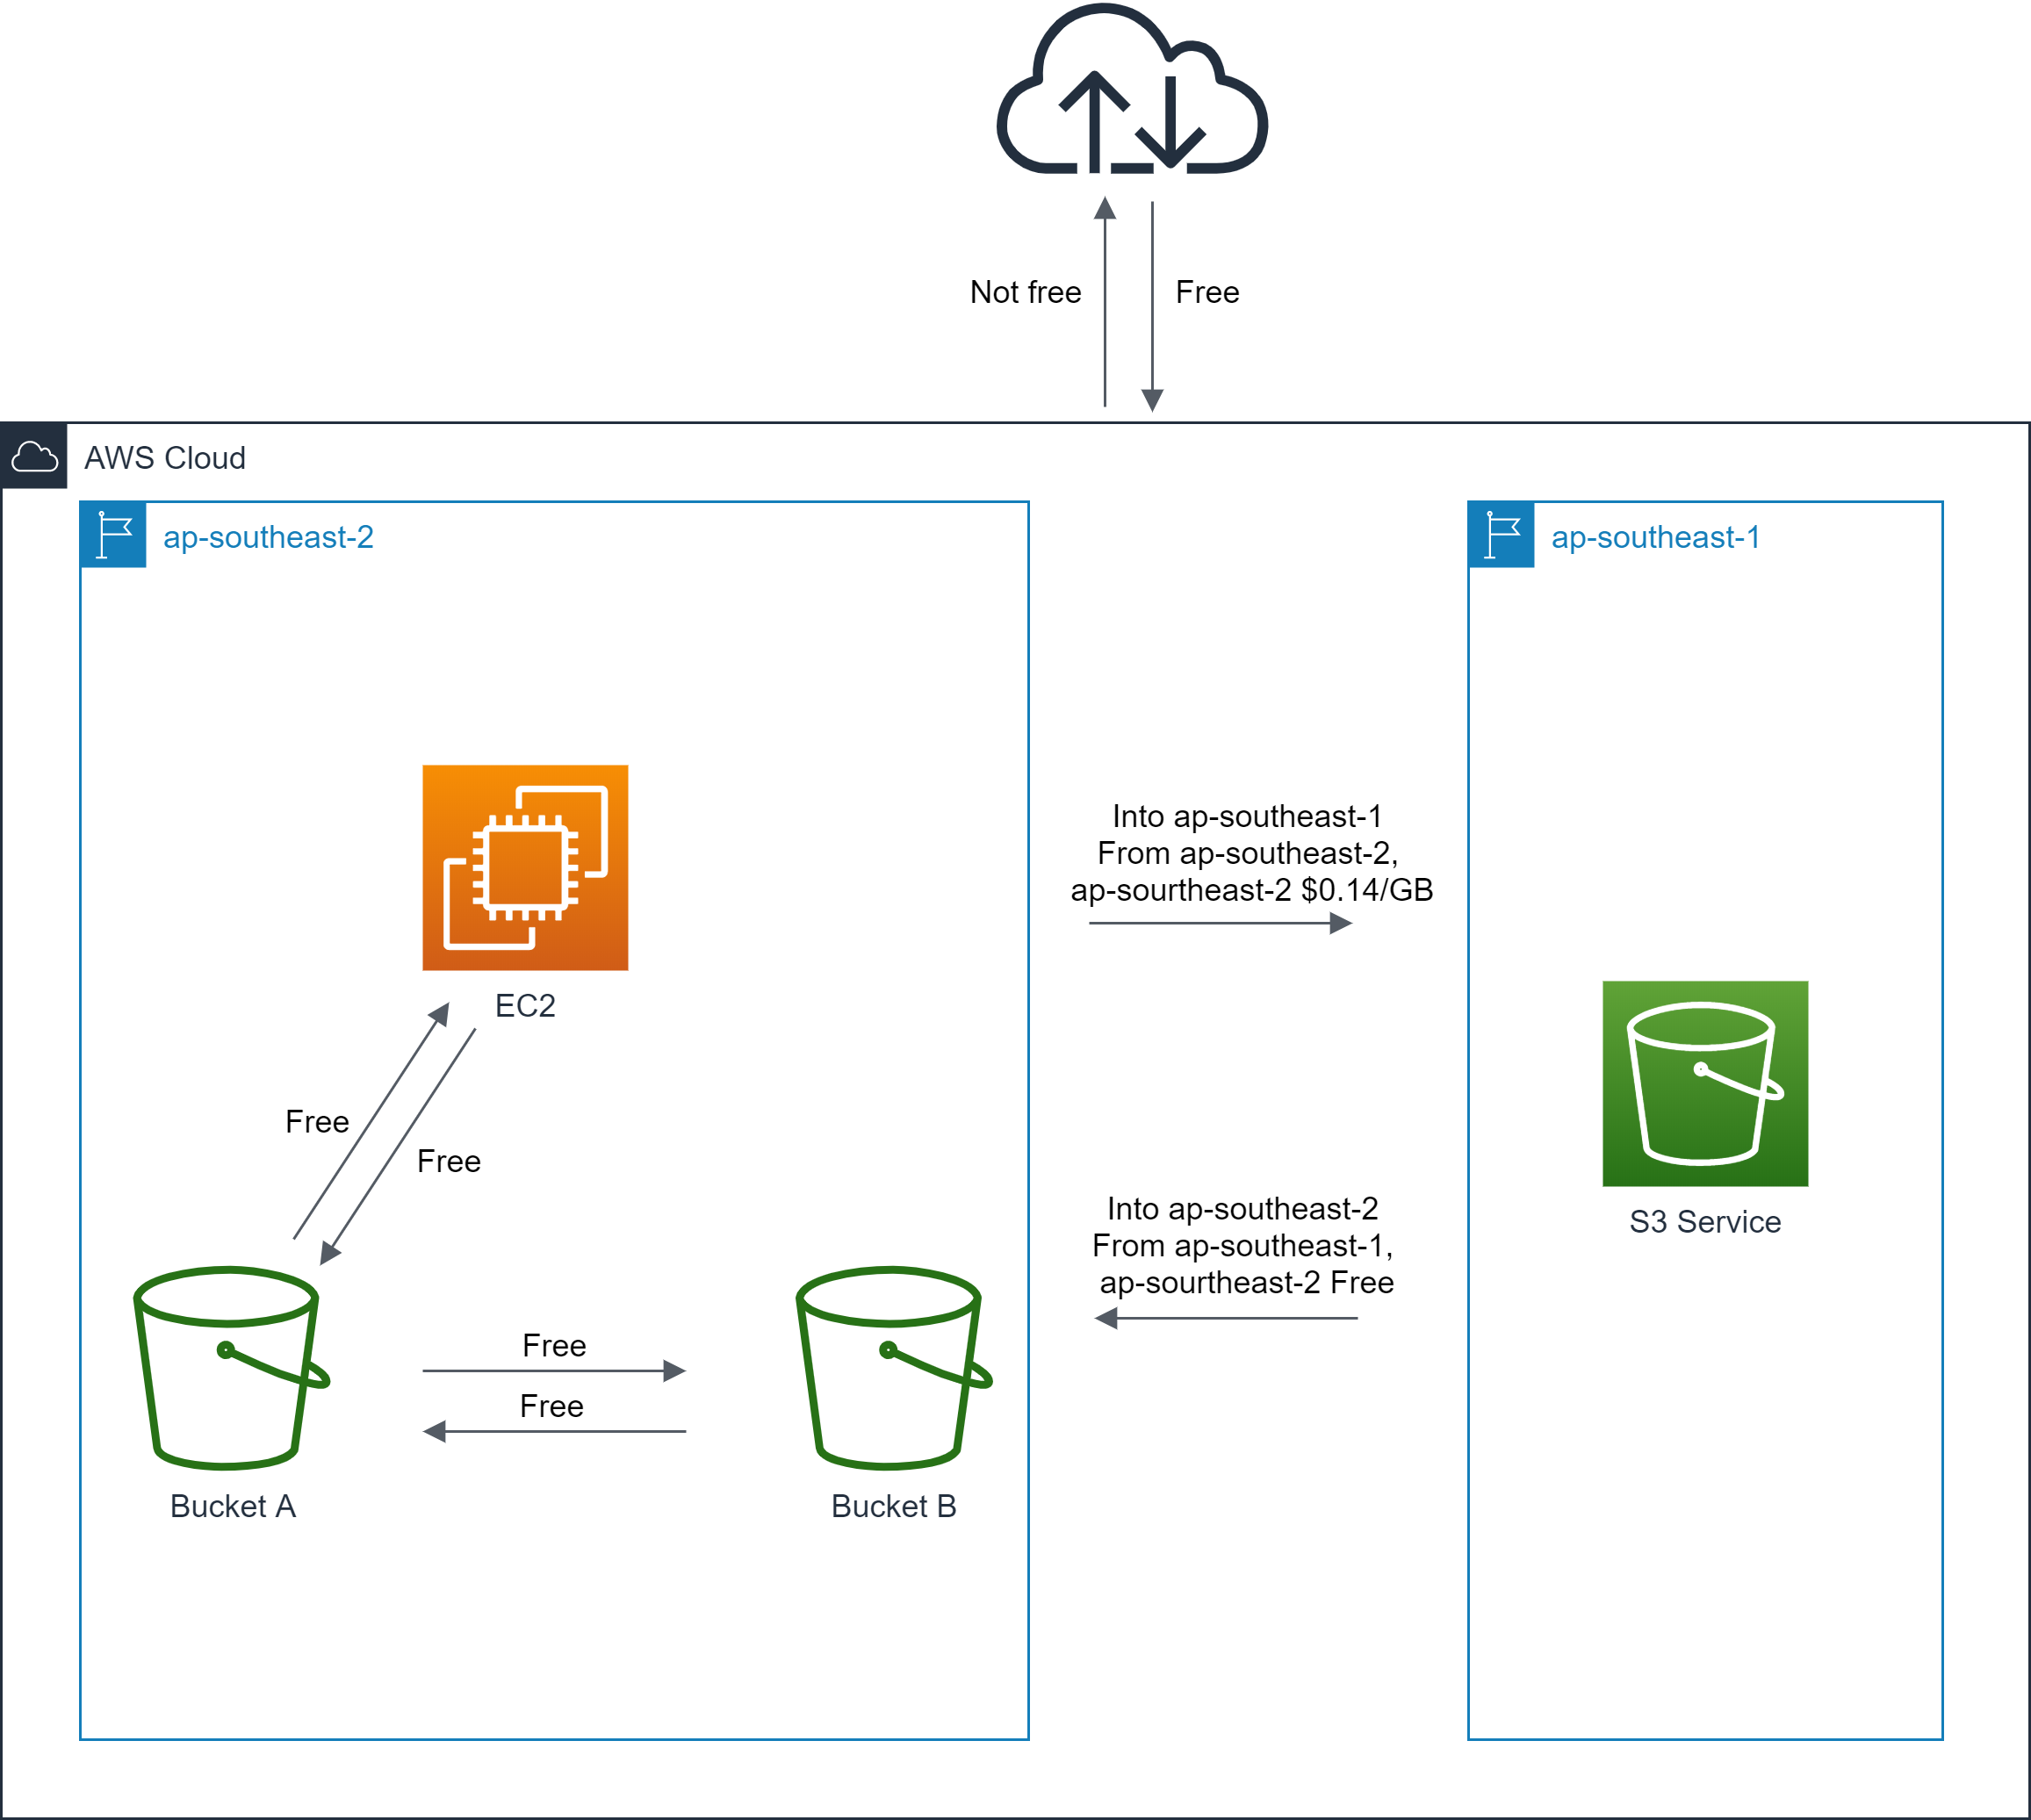 Not free
Free
AWS Cloud
ap-southeast-2
ap-southeast-1
Into ap-southeast-1
From ap-southeast-2,
ap-sourtheast-2 $0.14/GB
EC2
Free
Free
Into ap-southeast-2
From ap-southeast-1,
ap-sourtheast-2 Free
S3 Service
Free
Free
Bucket A
Bucket B